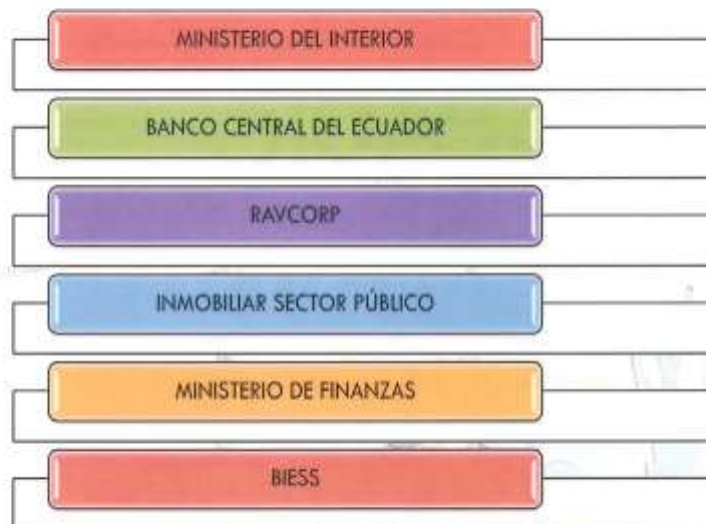 MINISTERIO DEL INTERIOR
BANCO CENTRAL DEL ECUADOR
RAVCORP
INMOBILIAR SECTOR PÚBLICO
MINISTERIO DE FINANZAS
BIESS